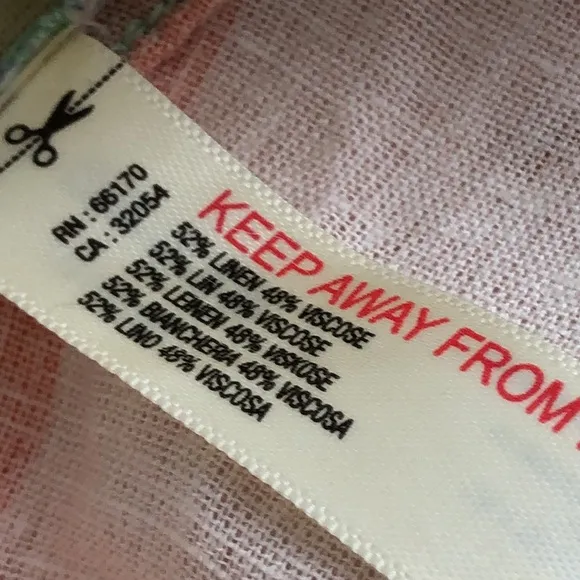 RN : 66170
CA : 32054
KEEP AWAY FROM
52% LINEN 48% VISCOSE
52% LIN 48% VISCOSE
52% LEINEN 48% VISKOSE
52% BIANCHERIA 48% VISCOSA
52% LINO 48% VISCOSA